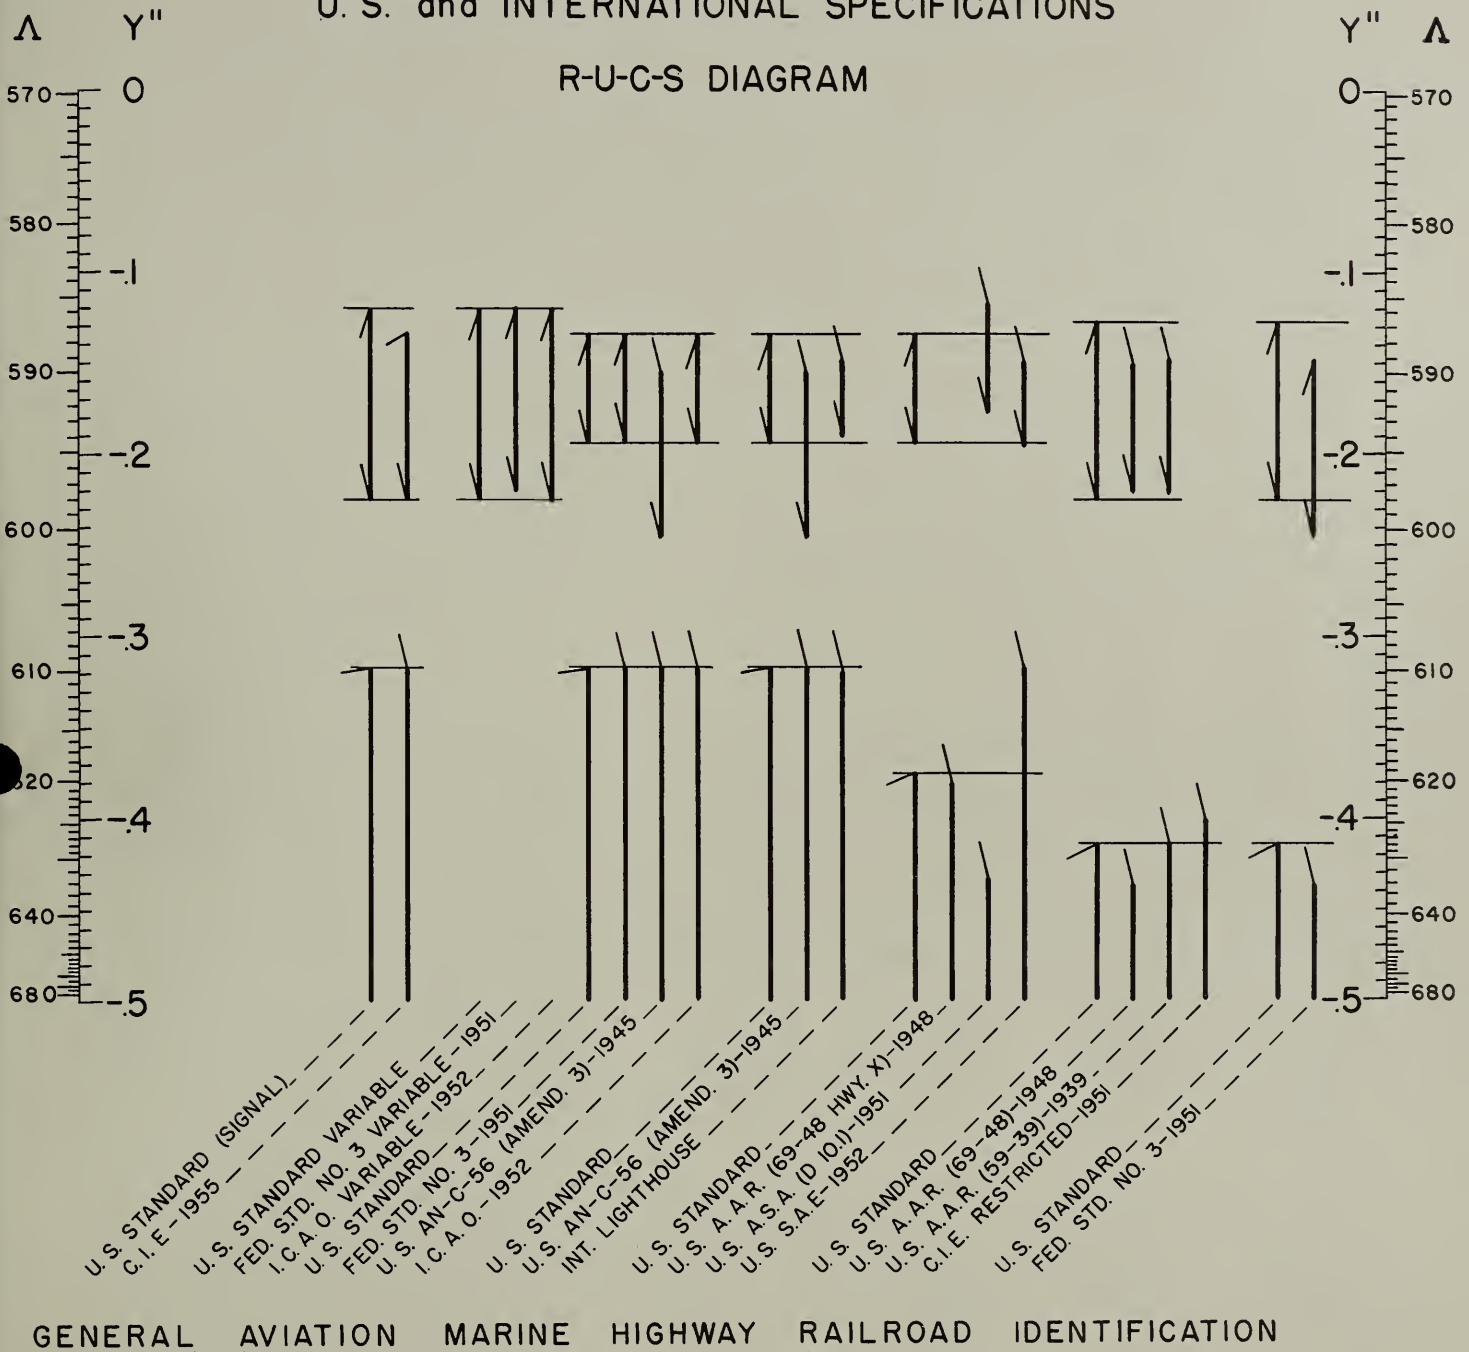 U. S. and INTERNATIONAL SPECIFICATIONS
Λ Y" Y" Λ
R-U-C-S DIAGRAM
570 0 0 570
580 580
-.1 -.1
590 590
-.2 -.2
600 600
-.3 -.3
610 610
620 620
-.4 -.4
640 640
680 -.5 -.5 680
U.S. STANDARD (SIGNAL)
C.I.E-1955
U.S. STANDARD VARIABLE
FED. STD. NO. 3 VARIABLE-1951
I.C.A.O. VARIABLE-1952
U.S. STANDARD
FED. STD. NO. 3-1951
U.S. AN-C-56 (AMEND. 3)-1945
I.C.A.O.-1952
U.S. STANDARD
U.S. AN-C-56 (AMEND. 3)-1945
INT. LIGHTHOUSE
U.S. STANDARD
U.S. A.A.R. (69-48 HWY. X)-1948
U.S. A.S.A. (D 10.1)-1951
U.S. S.A.E-1952
U.S. STANDARD
U.S. A.A.R. (69-48)-1948
U.S. A.A.R. (59-39)-1939
C.I.E. RESTRICTED-1951
U.S. STANDARD
FED. STD. NO. 3-1951
GENERAL AVIATION MARINE HIGHWAY RAILROAD IDENTIFICATION